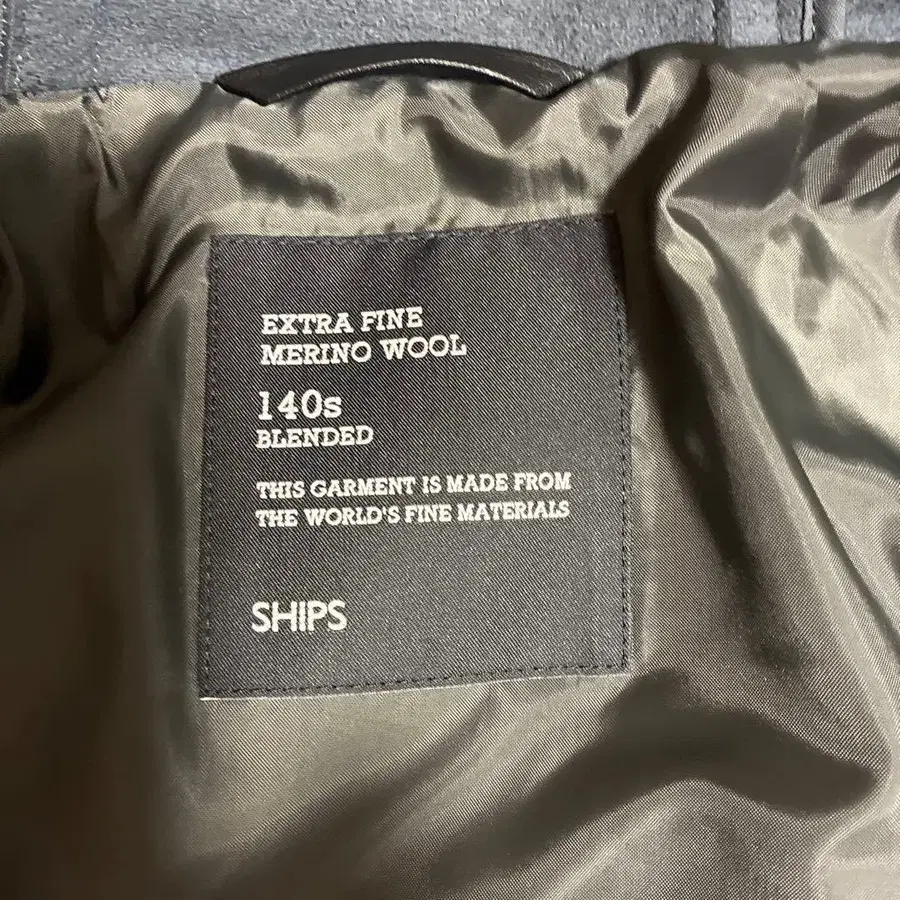 EXTRA FINE
MERINO WOOL
140s
BLENDED
THIS GARMENT IS MADE FROM
THE WORLD'S FINE MATERIALS
SHIPS